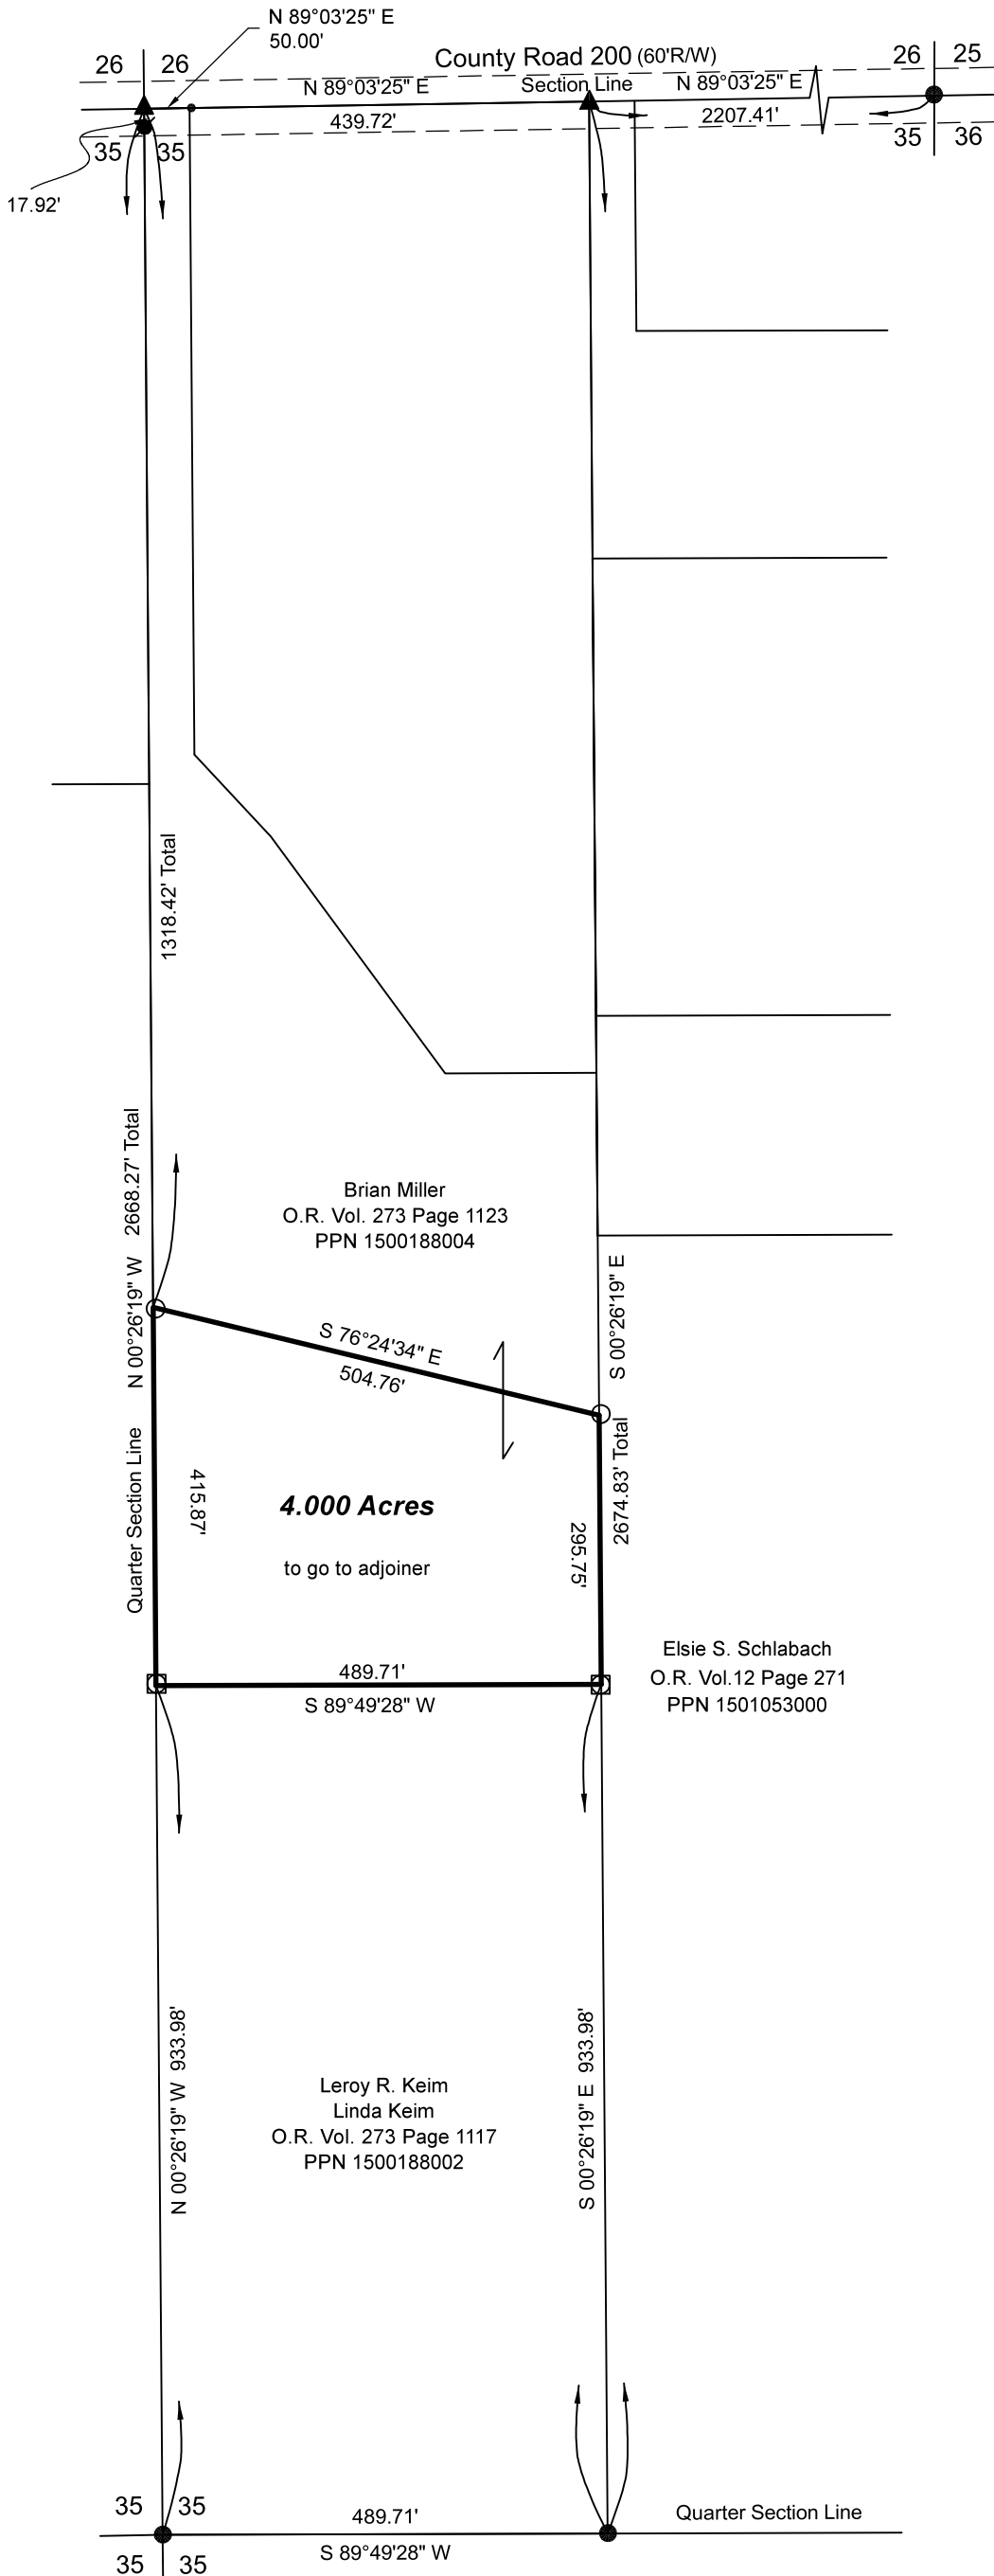 N 89°03'25" E
50.00'
26 26
County Road 200 (60'R/W)
26 25
N 89°03'25" E
Section Line
N 89°03'25" E
439.72'
2207.41'
35 35
35 36
17.92'
1318.42' Total
N 00°26'19" W 2668.27' Total
Brian Miller
O.R. Vol. 273 Page 1123
PPN 1500188004
S 00°26'19" E
2674.83' Total
S 76°24'34" E
504.76'
Quarter Section Line
415.87'
4.000 Acres
to go to adjoiner
295.75'
489.71'
S 89°49'28" W
Elsie S. Schlabach
O.R. Vol.12 Page 271
PPN 1501053000
N 00°26'19" W 933.98'
Leroy R. Keim
Linda Keim
O.R. Vol. 273 Page 1117
PPN 1500188002
S 00°26'19" E 933.98'
35 35
489.71'
Quarter Section Line
S 89°49'28" W
35 35